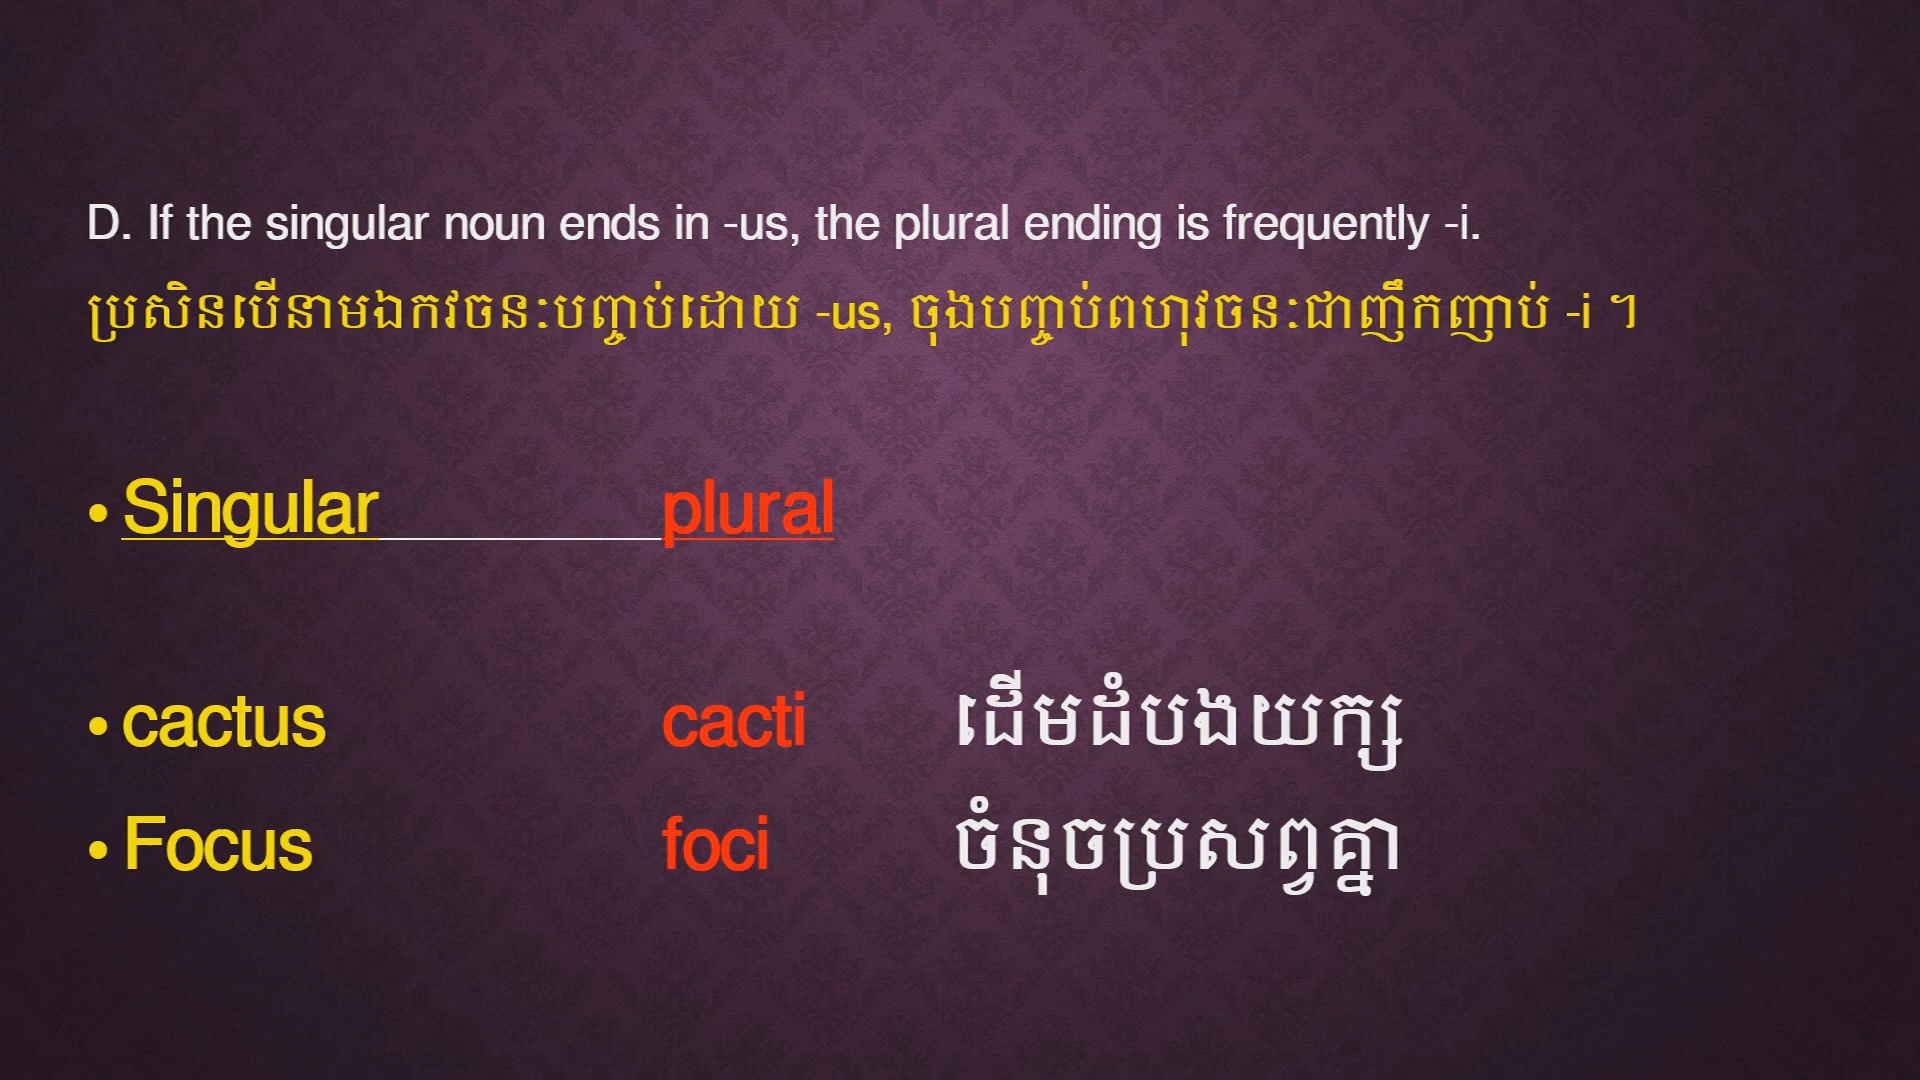 D. If the singular noun ends in -us, the plural ending is frequently -i.
ប្រសិនបើនាមឯកវចនៈបញ្ចប់ដោយ -us, ចុងបញ្ចប់ពហុវចនៈជាញឹកញាប់ -i ។
• Singular plural
• cactus cacti ដើមដំបងយក្ស
• Focus foci ចំនុចប្រសព្វគ្នា